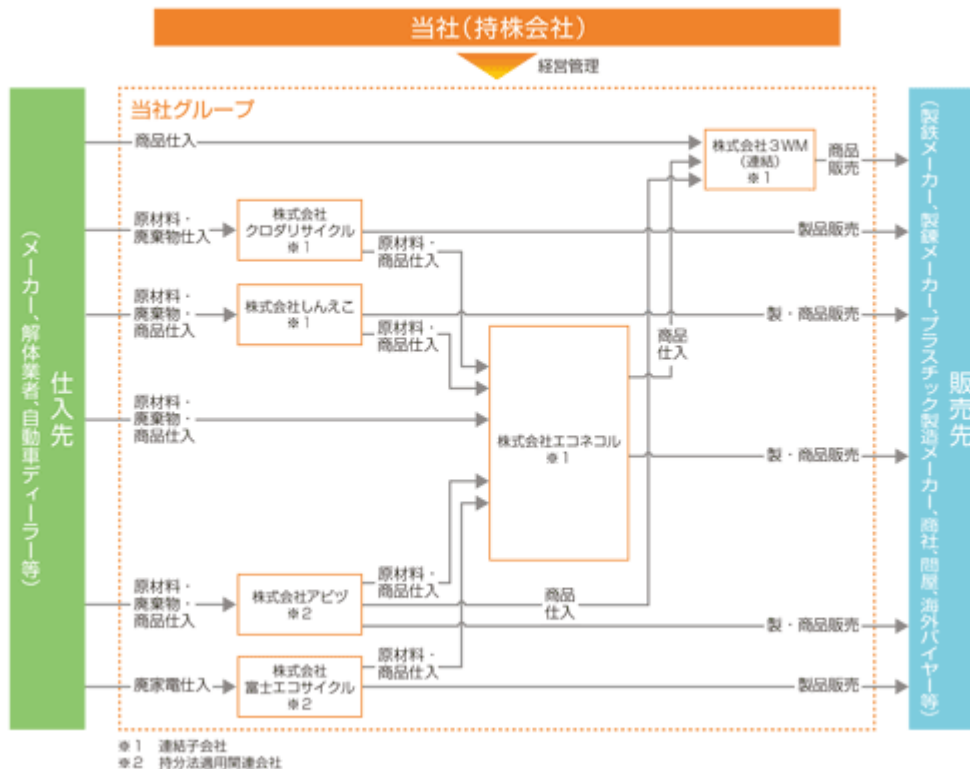 当社(持株会社)
経営管理
当社グループ
仕入先
(メーカー、解体業者、自動車ディーラー等)
商品仕入
株式会社3WM
(連結)
※1
商品
販売
原材料・
廃棄物仕入
株式会社
クロダリサイクル
※1
原材料・
商品仕入
製品販売
原材料・
廃棄物・
商品仕入
株式会社しんえこ
※1
原材料・
商品仕入
製・商品販売
商品
仕入
原材料・
廃棄物・
商品仕入
株式会社エコネコル
※1
製・商品販売
原材料・
廃棄物・
商品仕入
株式会社アビヅ
※2
原材料・
商品仕入
商品
仕入
製・商品販売
廃家電仕入
株式会社
富士エコサイクル
※2
原材料・
商品仕入
製品販売
販売先
(製鉄メーカー、製錬メーカー、プラスチック製造メーカー、商社、問屋、海外バイヤー等)
※1 連結子会社
※2 持分法適用関連会社